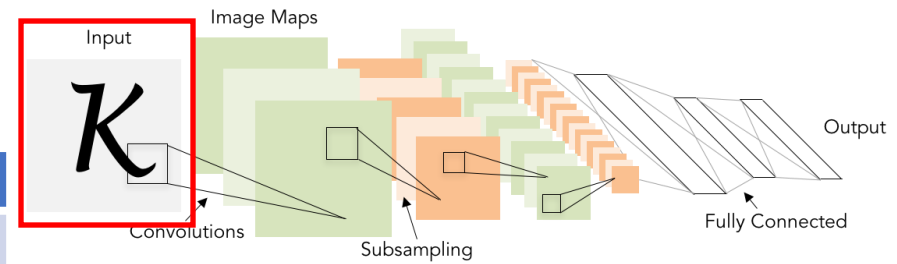 Image Maps
Input
K
Output
Convolutions
Subsampling
Fully Connected